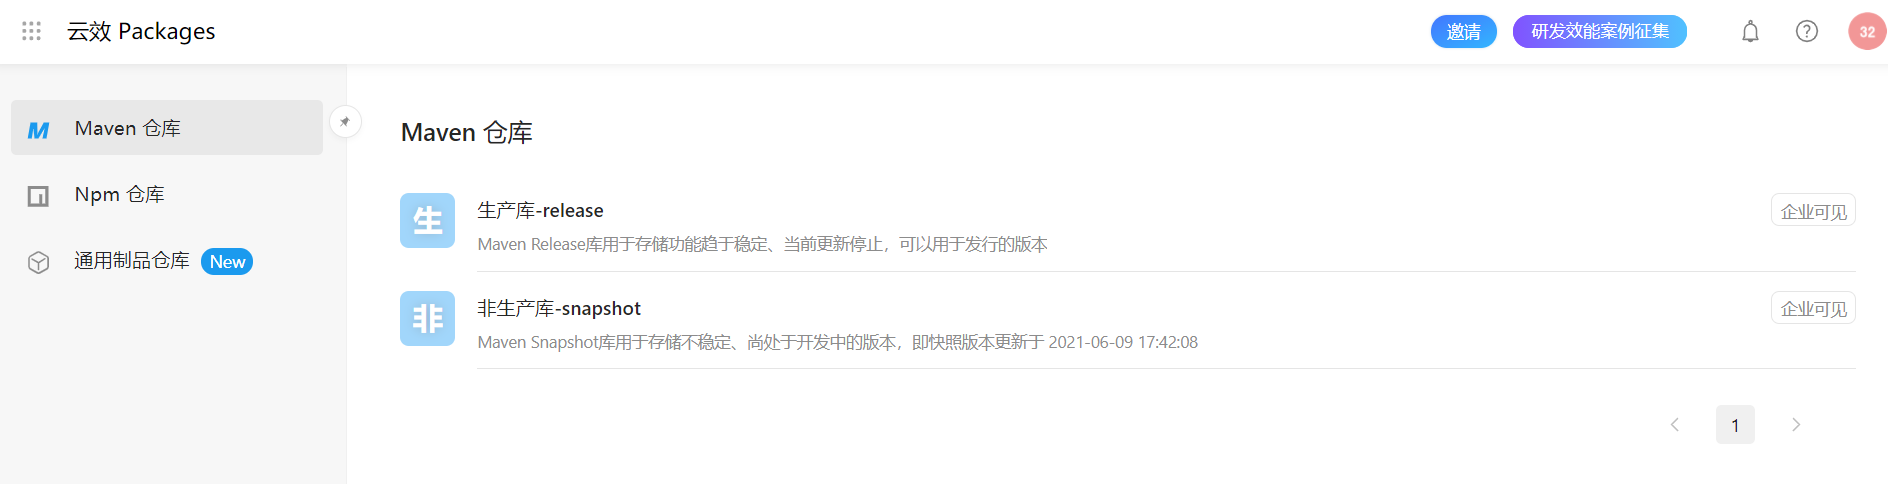 云效 Packages
邀请
研发效能案例征集
32
Maven 仓库
Npm 仓库
通用制品仓库 New
Maven 仓库
生
生产库-release
企业可见
Maven Release库用于存储功能趋于稳定、当前更新停止，可以用于发行的版本
非
非生产库-snapshot
企业可见
Maven Snapshot库用于存储不稳定、尚处于开发中的版本，即快照版本更新于 2021-06-09 17:42:08
1